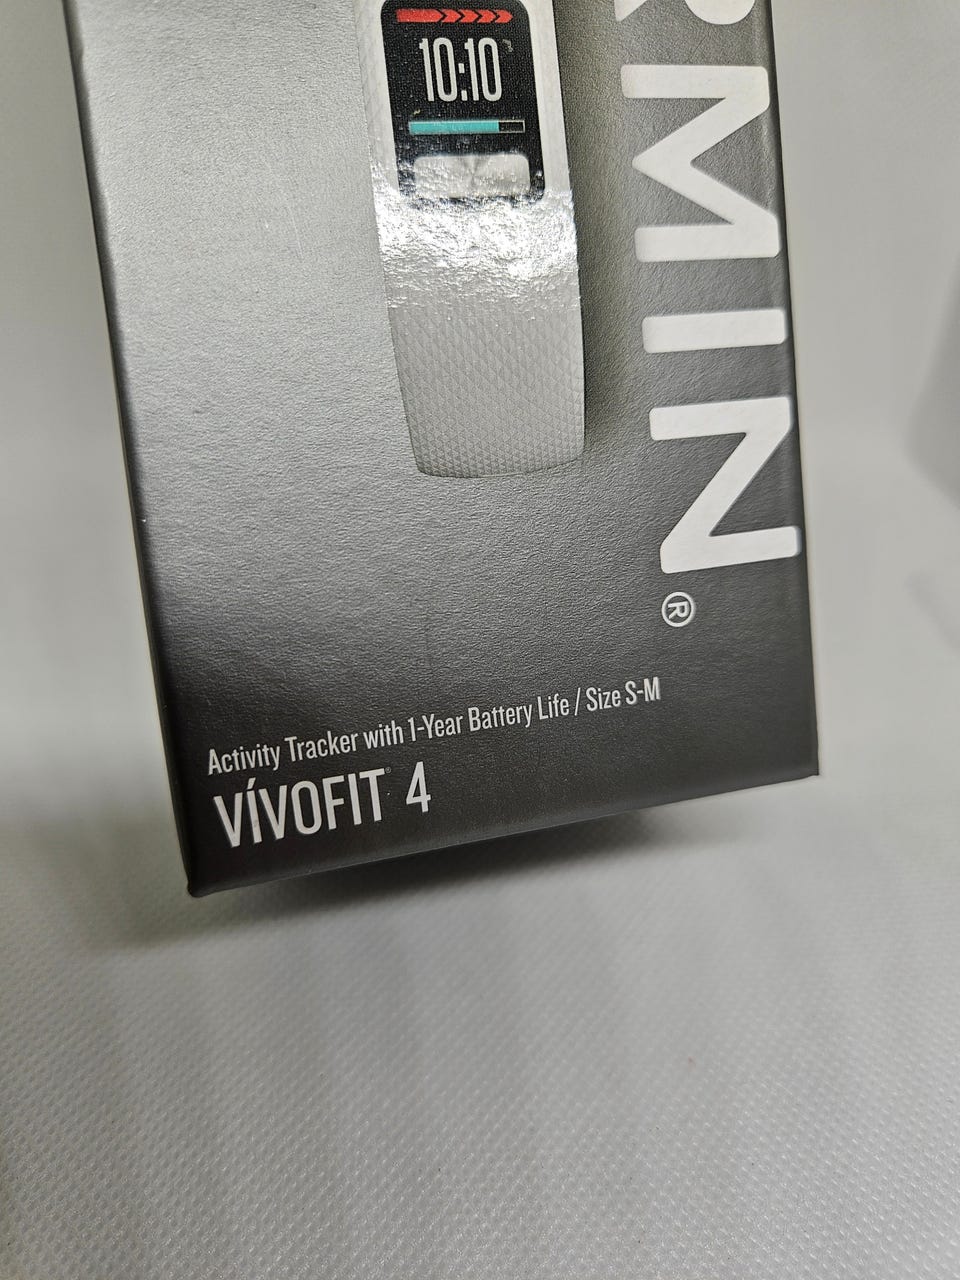 10:10
RMIN®
Activity Tracker with 1-Year Battery Life / Size S-M
VÍVOFIT® 4